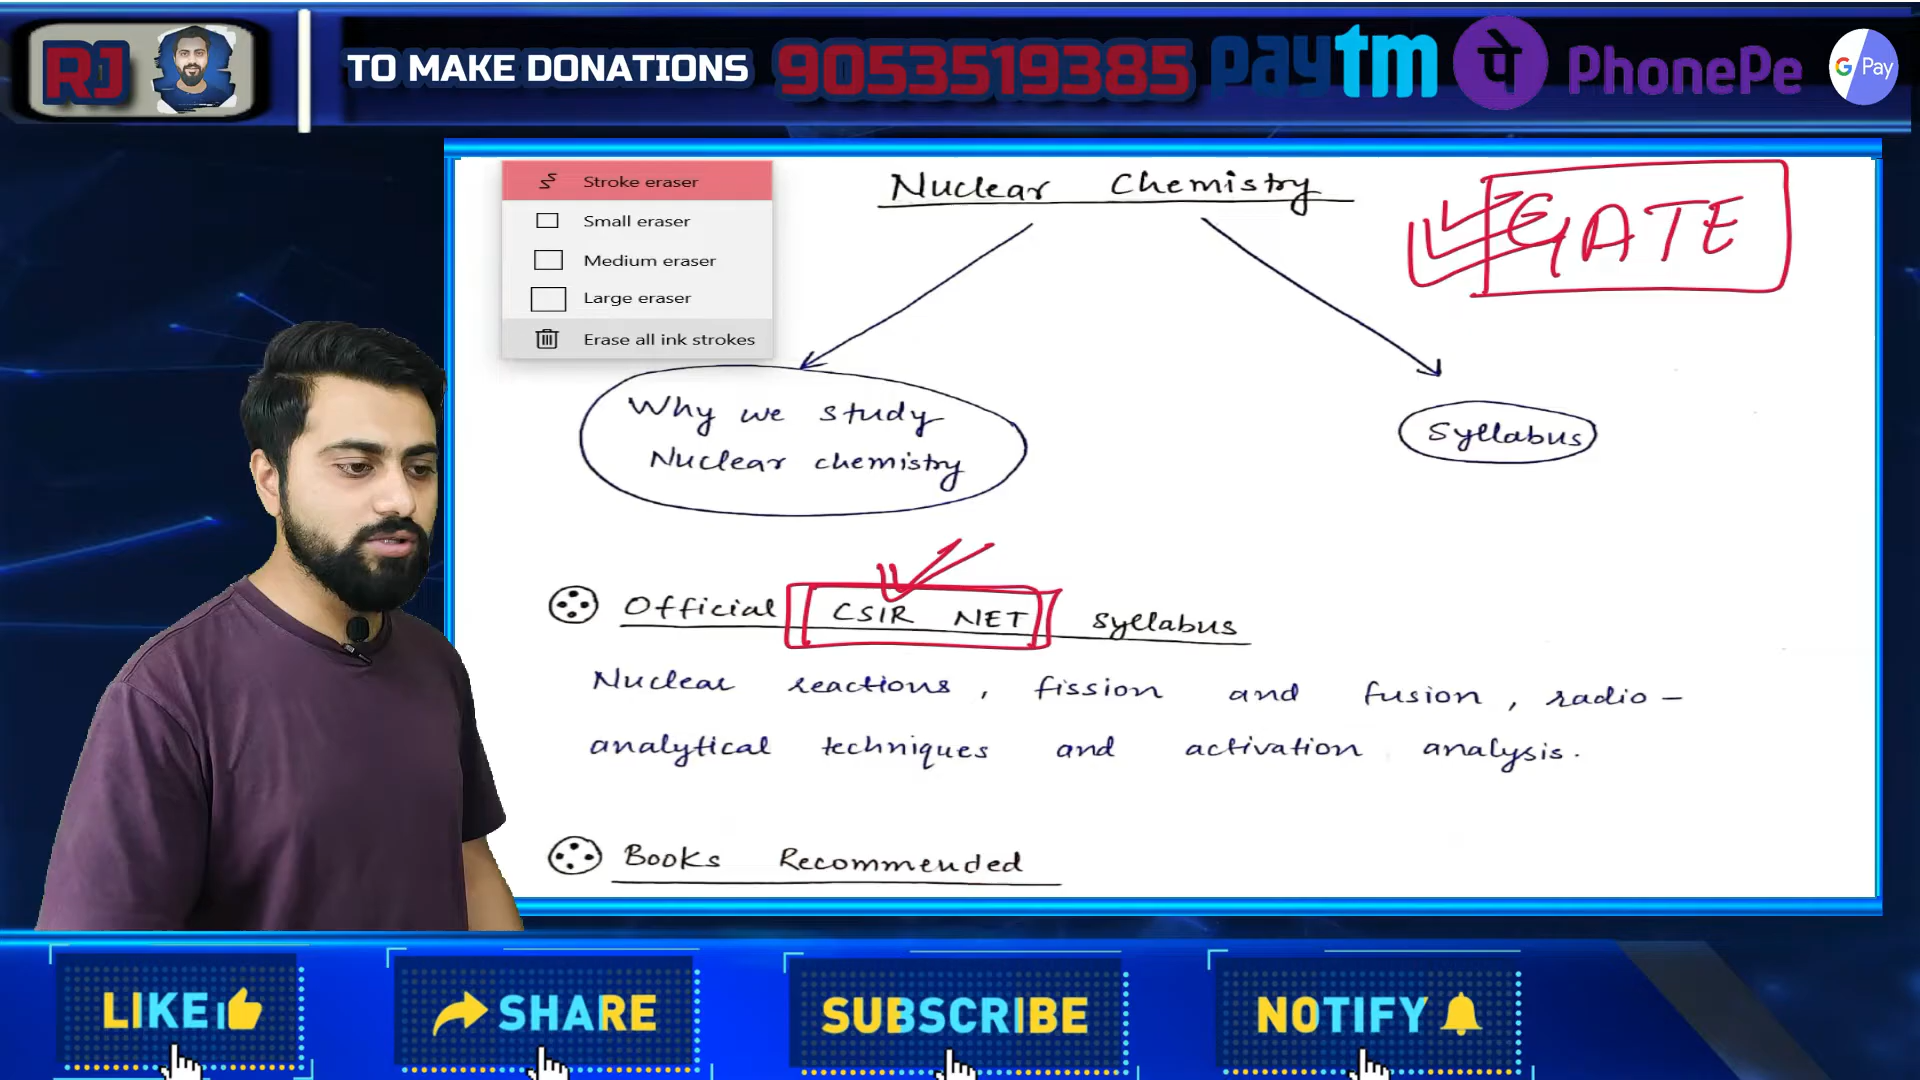 RJ
TO MAKE DONATIONS 9053519385 paytm पे PhonePe G Pay
Stroke eraser
Small eraser
Medium eraser
Large eraser
Erase all ink strokes
Nuclear Chemistry
GATE
Why we study
Nuclear chemistry
Syllabus
Official CSIR NET syllabus
Nuclear reactions, fission and fusion, radio-
analytical techniques and activation analysis.
Books Recommended
LIKE SHARE SUBSCRIBE NOTIFY